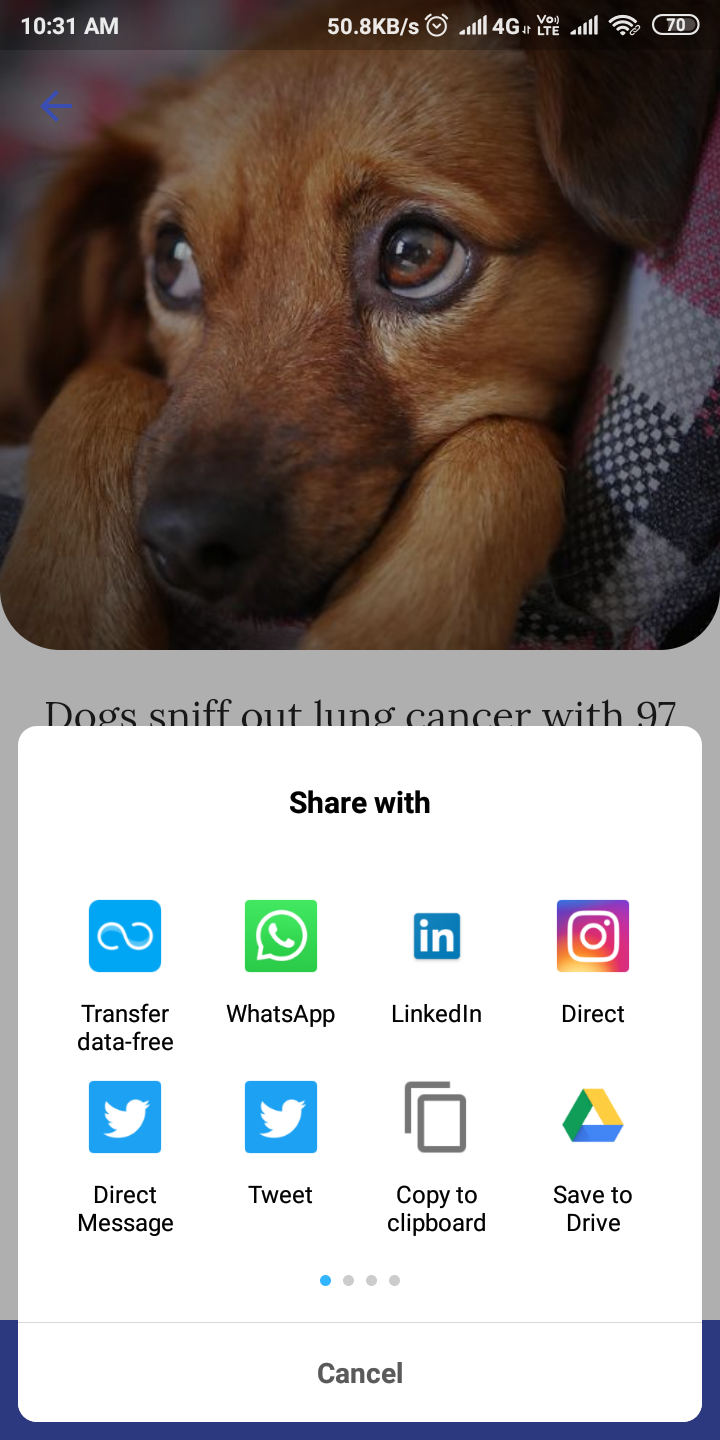 10:31 AM 50.8KB/s 4G Vo) LTE 70
Dogs sniff out lung cancer with 97
Share with
Transfer data-free
WhatsApp
in
LinkedIn
Direct
Direct Message
Tweet
Copy to clipboard
Save to Drive
Cancel